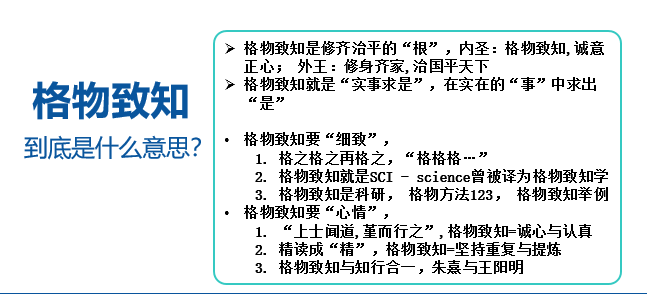 格物致知
到底是什么意思?
➢ 格物致知是修齐治平的“根”，内圣：格物致知,诚意
正心； 外王：修身齐家,治国平天下
➢ 格物致知就是“实事求是”，在实在的“事”中求出
“是”
• 格物致知要“细致”，
1. 格之格之再格之，“格格格…”
2. 格物致知就是SCI - science曾被译为格物致知学
3. 格物致知是科研， 格物方法123， 格物致知举例
• 格物致知要“心情”，
1. “上士闻道,堇而行之”,格物致知=诚心与认真
2. 精读成“精”，格物致知=坚持重复与提炼
3. 格物致知与知行合一，朱熹与王阳明